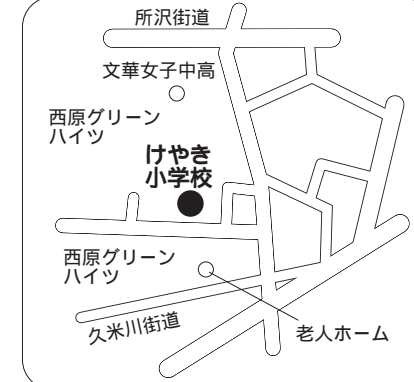 所沢街道
文華女子中高
西原グリーン
ハイツ
けやき
小学校
西原グリーン
ハイツ
久米川街道
老人ホーム